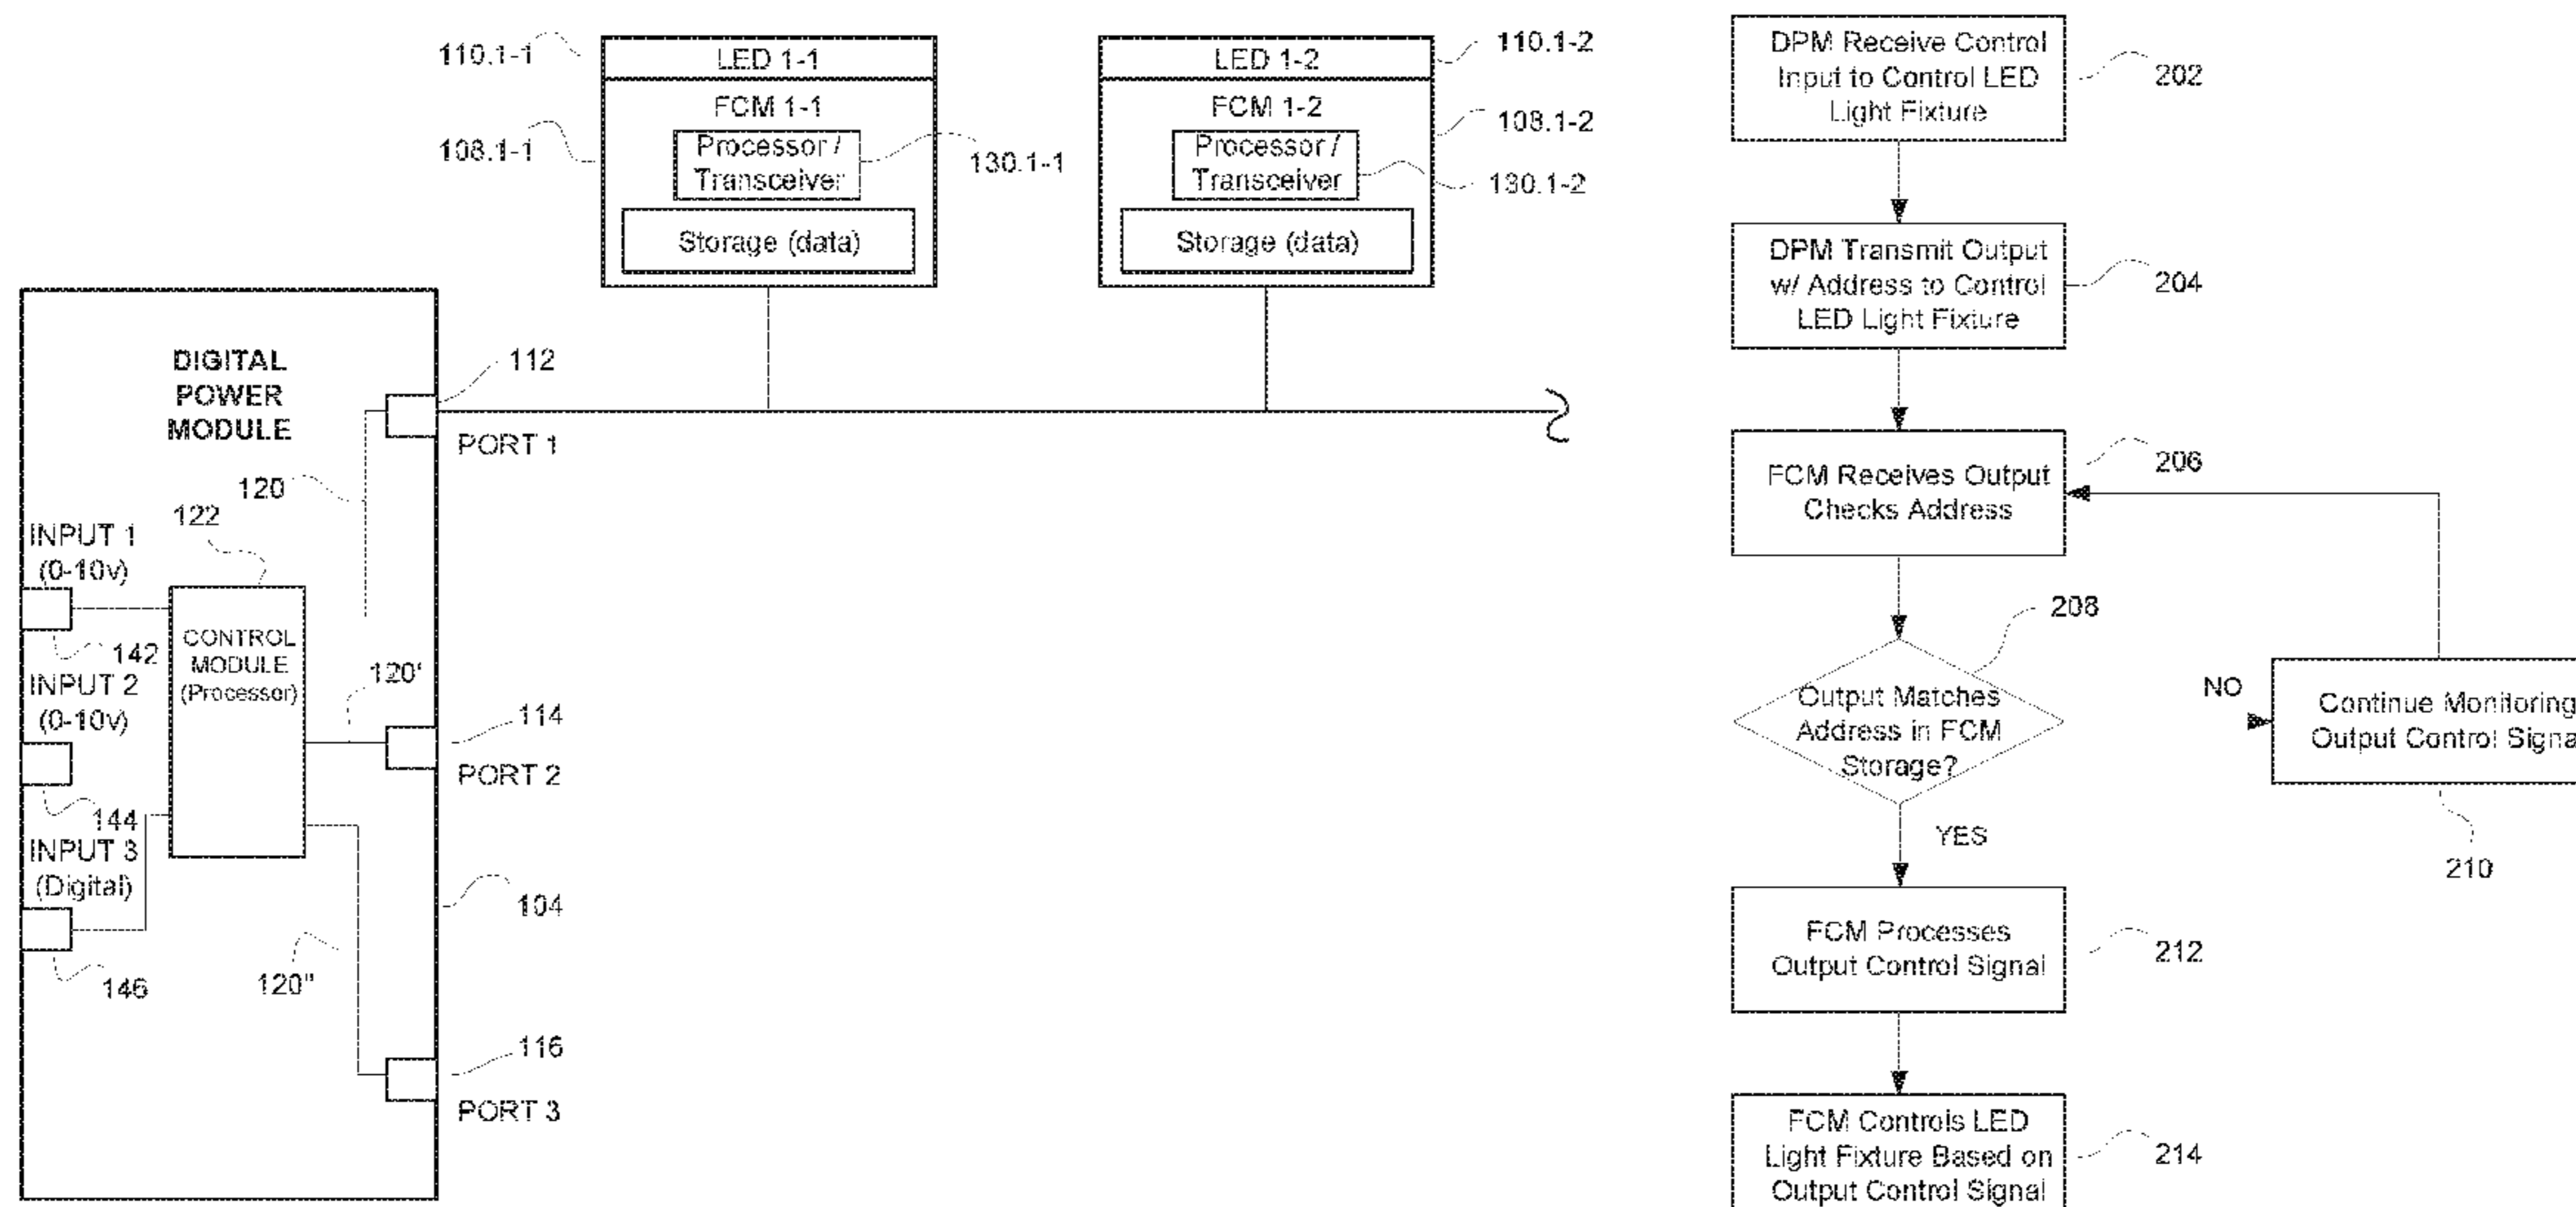 110.1-1
LED 1-1
FCM 1-1
108.1-1
Processor /
Transceiver
130.1-1
Storage (data)
LED 1-2
110.1-2
FCM 1-2
108.1-2
Processor /
Transceiver
130.1-2
Storage (data)
DIGITAL
POWER
MODULE
112
PORT 1
120
122
INPUT 1
(0-10v)
142
CONTROL
MODULE
(Processor)
INPUT 2
(0-10v)
120'
114
PORT 2
144
INPUT 3
(Digital)
104
146
120"
116
PORT 3
DPM Receive Control
Input to Control LED
Light Fixture
202
DPM Transmit Output
w/ Address to Control
LED Light Fixture
204
FCM Receives Output
Checks Address
206
208
Output Matches
Address in FCM
Storage?
NO
Continue Monitoring
Output Control Signa
210
YES
FCM Processes
Output Control Signal
212
FCM Controls LED
Light Fixture Based on
Output Control Signal
214